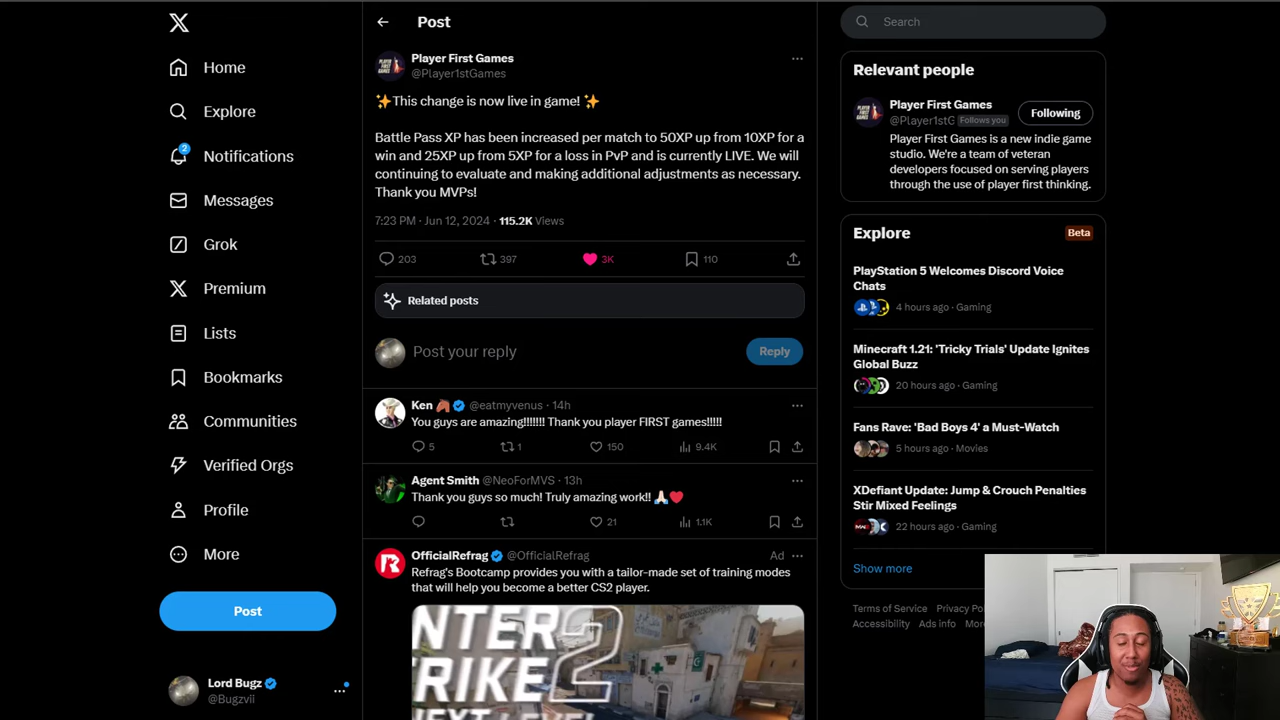 Post
Search
Home
Explore
2
Notifications
Messages
Grok
Premium
Lists
Bookmarks
Communities
Verified Orgs
Profile
More
Post
Lord Bugz
@Bugzvii
Player First Games
@Player1stGames
✨This change is now live in game! ✨
Battle Pass XP has been increased per match to 50XP up from 10XP for a
win and 25XP up from 5XP for a loss in PvP and is currently LIVE. We will
continuing to evaluate and making additional adjustments as necessary.
Thank you MVPs!
7:23 PM · Jun 12, 2024 · 115.2K Views
203 397 3K 110
Related posts
Post your reply
Reply
Ken 🐴 @eatmyvenus · 14h
You guys are amazing!!!!!!! Thank you player FIRST games!!!!!
5 1 150 9.4K
Agent Smith @NeoForMVS · 13h
Thank you guys so much! Truly amazing work!! 🙏🏻❤️
21 1.1K
OfficialRefrag @OfficialRefrag Ad
Refrag's Bootcamp provides you with a tailor-made set of training modes
that will help you become a better CS2 player.
NTER
STRIKE 2
NEXT LEVEL
Relevant people
Player First Games
@Player1stG Follows you
Following
Player First Games is a new indie game
studio. We're a team of veteran
developers focused on serving players
through the use of player first thinking.
Explore
Beta
PlayStation 5 Welcomes Discord Voice
Chats
4 hours ago · Gaming
Minecraft 1.21: 'Tricky Trials' Update Ignites
Global Buzz
20 hours ago · Gaming
Fans Rave: 'Bad Boys 4' a Must-Watch
5 hours ago · Movies
XDefiant Update: Jump & Crouch Penalties
Stir Mixed Feelings
22 hours ago · Gaming
Show more
Terms of Service Privacy Pol
Accessibility Ads info Mor